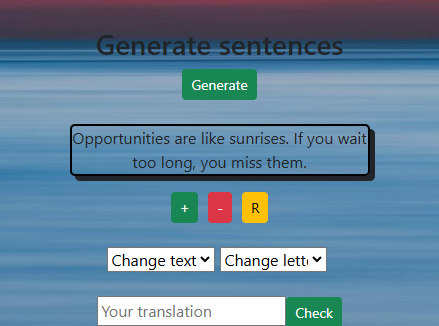 Generate sentences
Generate
Opportunities are like sunrises. If you wait
too long, you miss them.
+ - R
Change text Change lett
Your translation Check